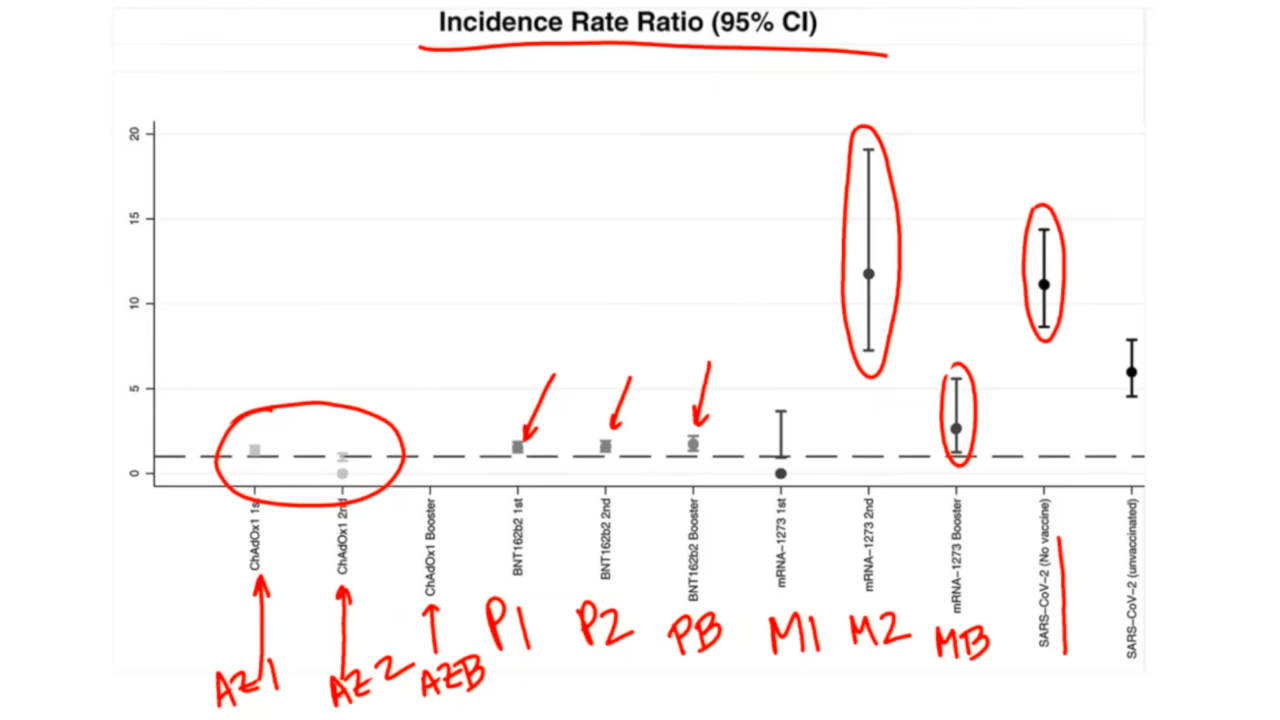 Incidence Rate Ratio (95% CI)
20
15
10
5
0
ChAdOx1 1st
ChAdOx1 2nd
ChAdOx1 Booster
BNT162b2 1st
BNT162b2 2nd
BNT162b2 Booster
mRNA-1273 1st
mRNA-1273 2nd
mRNA-1273 Booster
SARS-CoV-2 (No vaccine)
SARS-CoV-2 (unvaccinated)
AZ1
AZ2
AZB
P1
P2
PB
M1
M2
MB